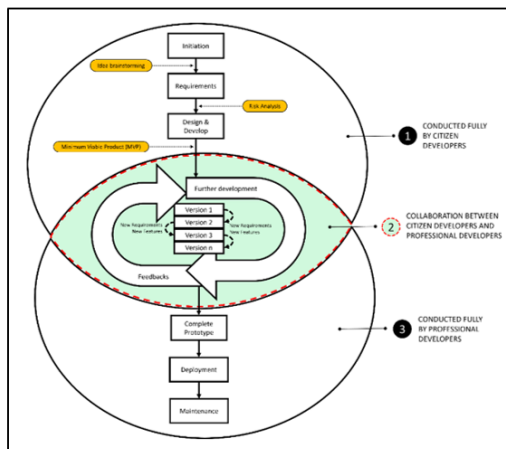 Initiation
Idea brainstorming
Requirements
Risk Analysis
Design &
Develop
Minimum Viable Product (MVP)
1
CONDUCTED FULLY
BY CITIZEN
DEVELOPERS
Further development
Version 1
Version 2
Version 3
Version n
New Requirements
New Features
New Requirements
New Features
Feedbacks
2
COLLABORATION BETWEEN
CITIZEN DEVELOPERS AND
PROFESSIONAL DEVELOPERS
Complete
Prototype
Deployment
Maintenance
3
CONDUCTED FULLY
BY PROFESSIONAL
DEVELOPERS